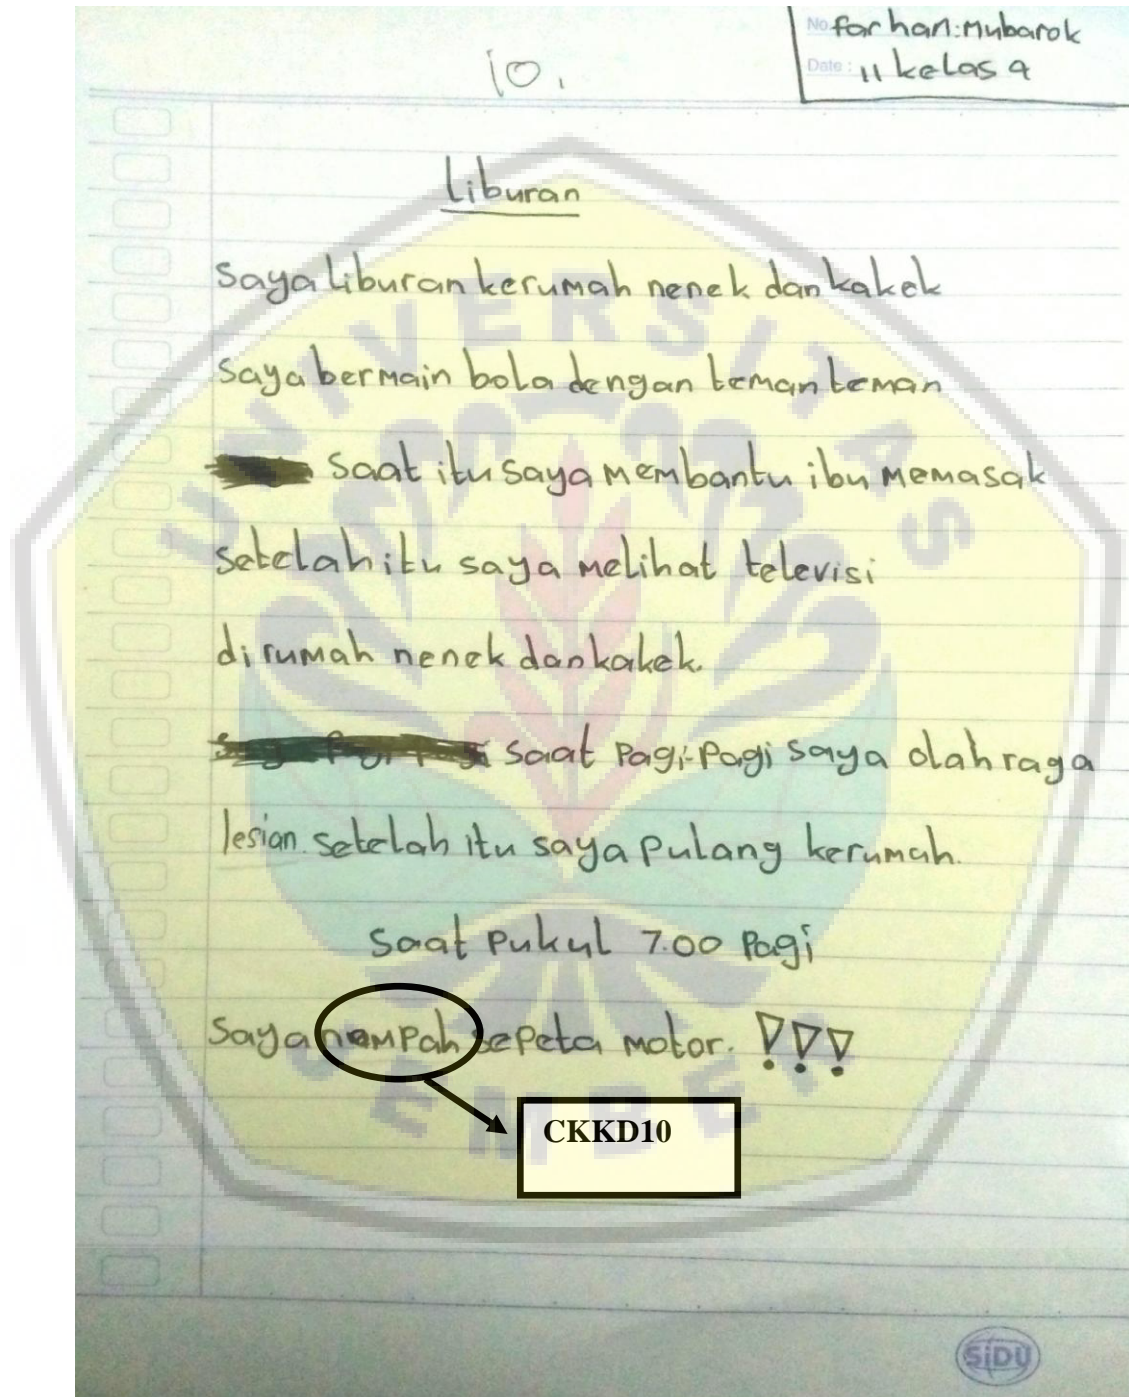 No farhan:mubarok
Date: 11 kelas 4
10.
Liburan
Saya liburan kerumah nenek dan kakek
Saya bermain bola dengan teman teman
saat itu saya membantu ibu memasak
setelah itu saya melihat televisi
di rumah nenek dan kakek.
saat pagi-pagi saya olahraga
lesian. setelah itu saya pulang kerumah.
saat pukul 7.00 pagi
Saya nompah sepeta motor. !!!
CKKD10
UNIVERSITAS
JEMBER
SiDU